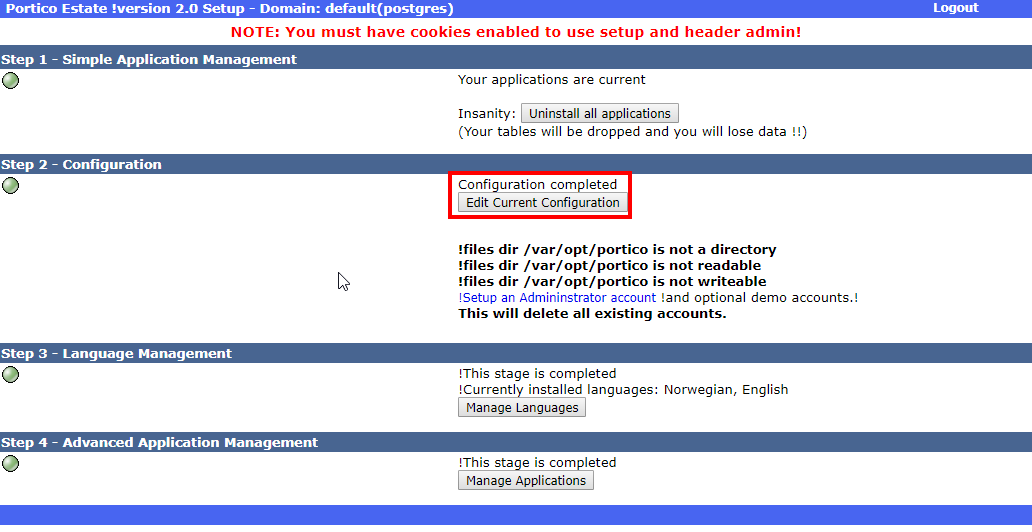 Portico Estate !version 2.0 Setup - Domain: default(postgres) Logout
NOTE: You must have cookies enabled to use setup and header admin!
Step 1 - Simple Application Management
Your applications are current
Insanity: Uninstall all applications
(Your tables will be dropped and you will lose data !!)
Step 2 - Configuration
Configuration completed
Edit Current Configuration
!files dir /var/opt/portico is not a directory
!files dir /var/opt/portico is not readable
!files dir /var/opt/portico is not writeable
!Setup an Admininstrator account !and optional demo accounts.!
This will delete all existing accounts.
Step 3 - Language Management
!This stage is completed
!Currently installed languages: Norwegian, English
Manage Languages
Step 4 - Advanced Application Management
!This stage is completed
Manage Applications